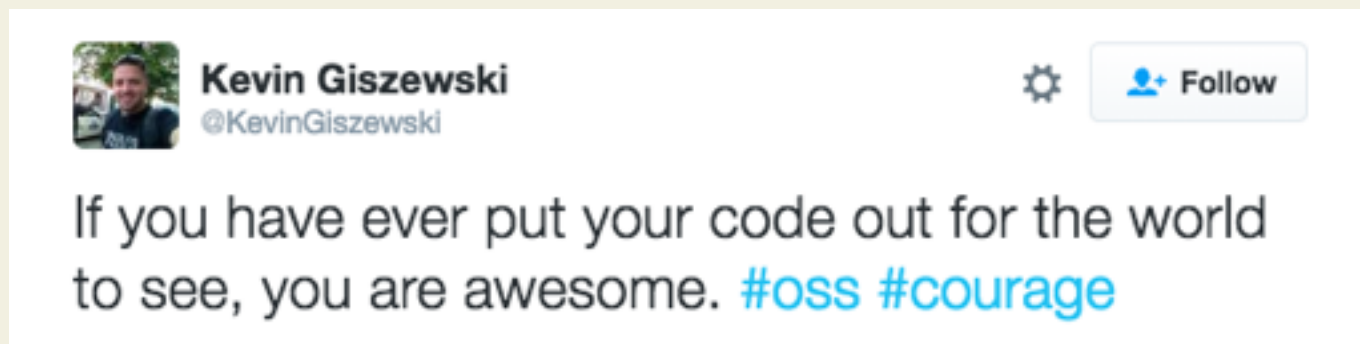 Kevin Giszewski
@KevinGiszewski
Follow
If you have ever put your code out for the world
to see, you are awesome. #oss #courage